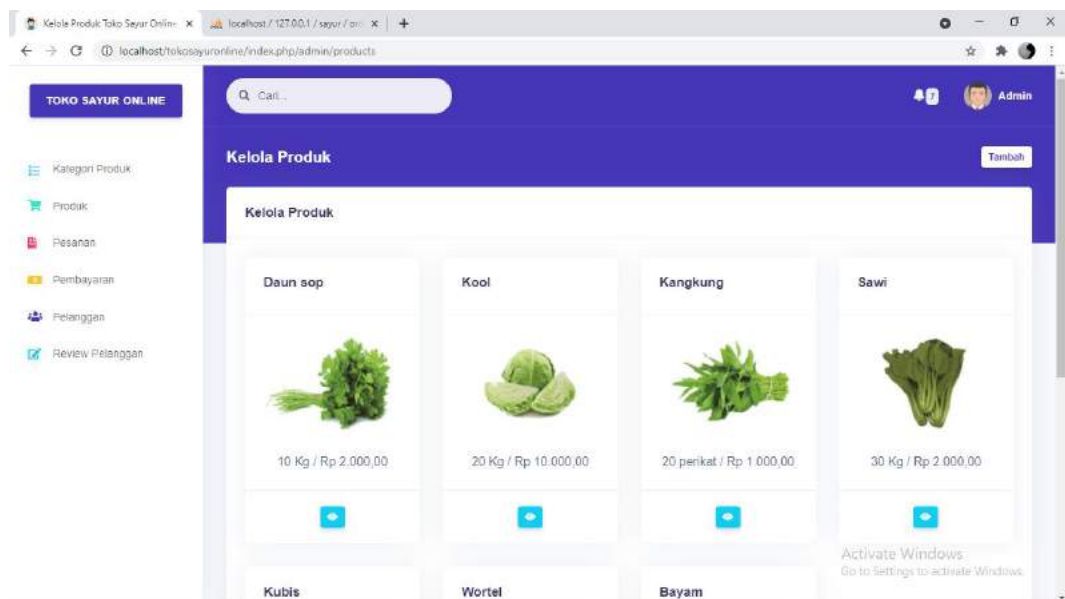 Kelola Produk Toko Sayur Online
localhost / 127.0.0.1 / sayur /
localhost/tokosayuronline/index.php/admin/products
TOKO SAYUR ONLINE
Cari...
Admin
Kelola Produk
Tambah
Kategori Produk
Produk
Pesanan
Pembayaran
Pelanggan
Review Pelanggan
Kelola Produk
Daun sop
Kool
Kangkung
Sawi
10 Kg / Rp 2.000,00
20 Kg / Rp 10.000,00
20 perikat / Rp 1.000,00
30 Kg / Rp 2.000,00
Activate Windows
Go to Settings to activate Windows.
Kubis
Wortel
Bayam